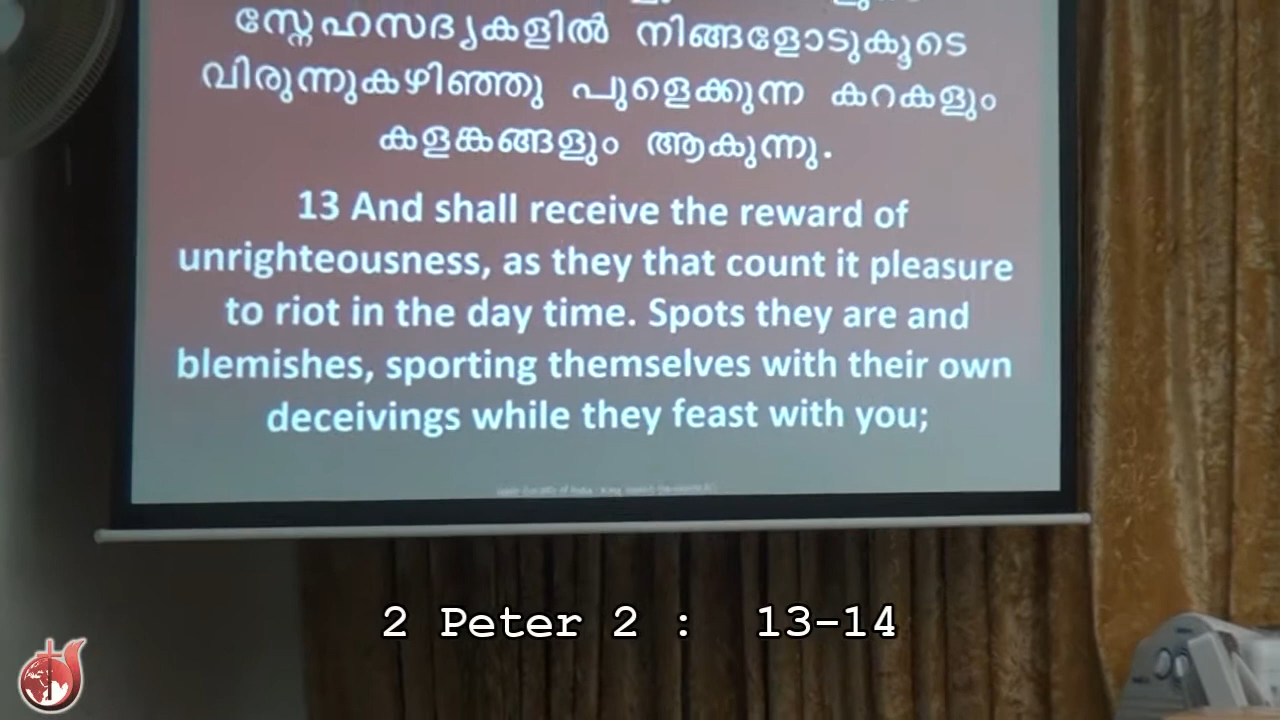 സ്നേഹസദ്യകളിൽ നിങ്ങളോടുകൂടെ
വിരുന്നുകഴിഞ്ഞു പുളെക്കുന്ന കറകളും
കളങ്കങ്ങളും ആകുന്നു.
13 And shall receive the reward of
unrighteousness, as they that count it pleasure
to riot in the day time. Spots they are and
blemishes, sporting themselves with their own
deceivings while they feast with you;
2 Peter 2 : 13-14